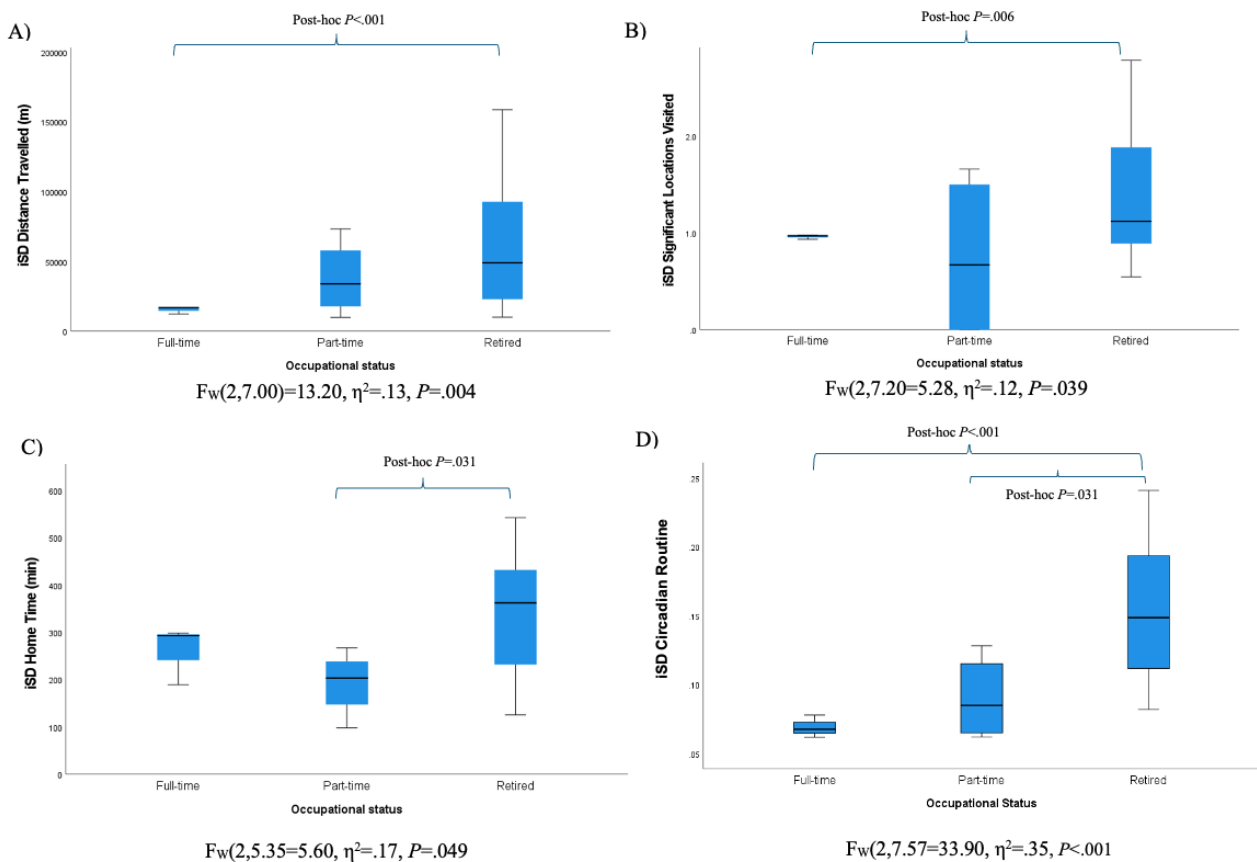 A)
Post-hoc P<.001
iSD Distance Travelled (m)
200000
150000
100000
50000
0
Full-time Part-time Retired
Occupational status
Fw(2,7.00)=13.20, η²=.13, P=.004
B)
Post-hoc P=.006
iSD Significant Locations Visited
2.0
1.0
.0
Full-time Part-time Retired
Occupational status
Fw(2,7.20=5.28, η²=.12, P=.039
C)
Post-hoc P=.031
iSD Home Time (min)
600
500
400
300
200
100
0
Full-time Part-time Retired
Occupational status
Fw(2,5.35=5.60, η²=.17, P=.049
D)
Post-hoc P<.001
Post-hoc P=.031
iSD Circadian Routine
.25
.20
.15
.10
.05
Full-time Part-time Retired
Occupational Status
Fw(2,7.57=33.90, η²=.35, P<.001